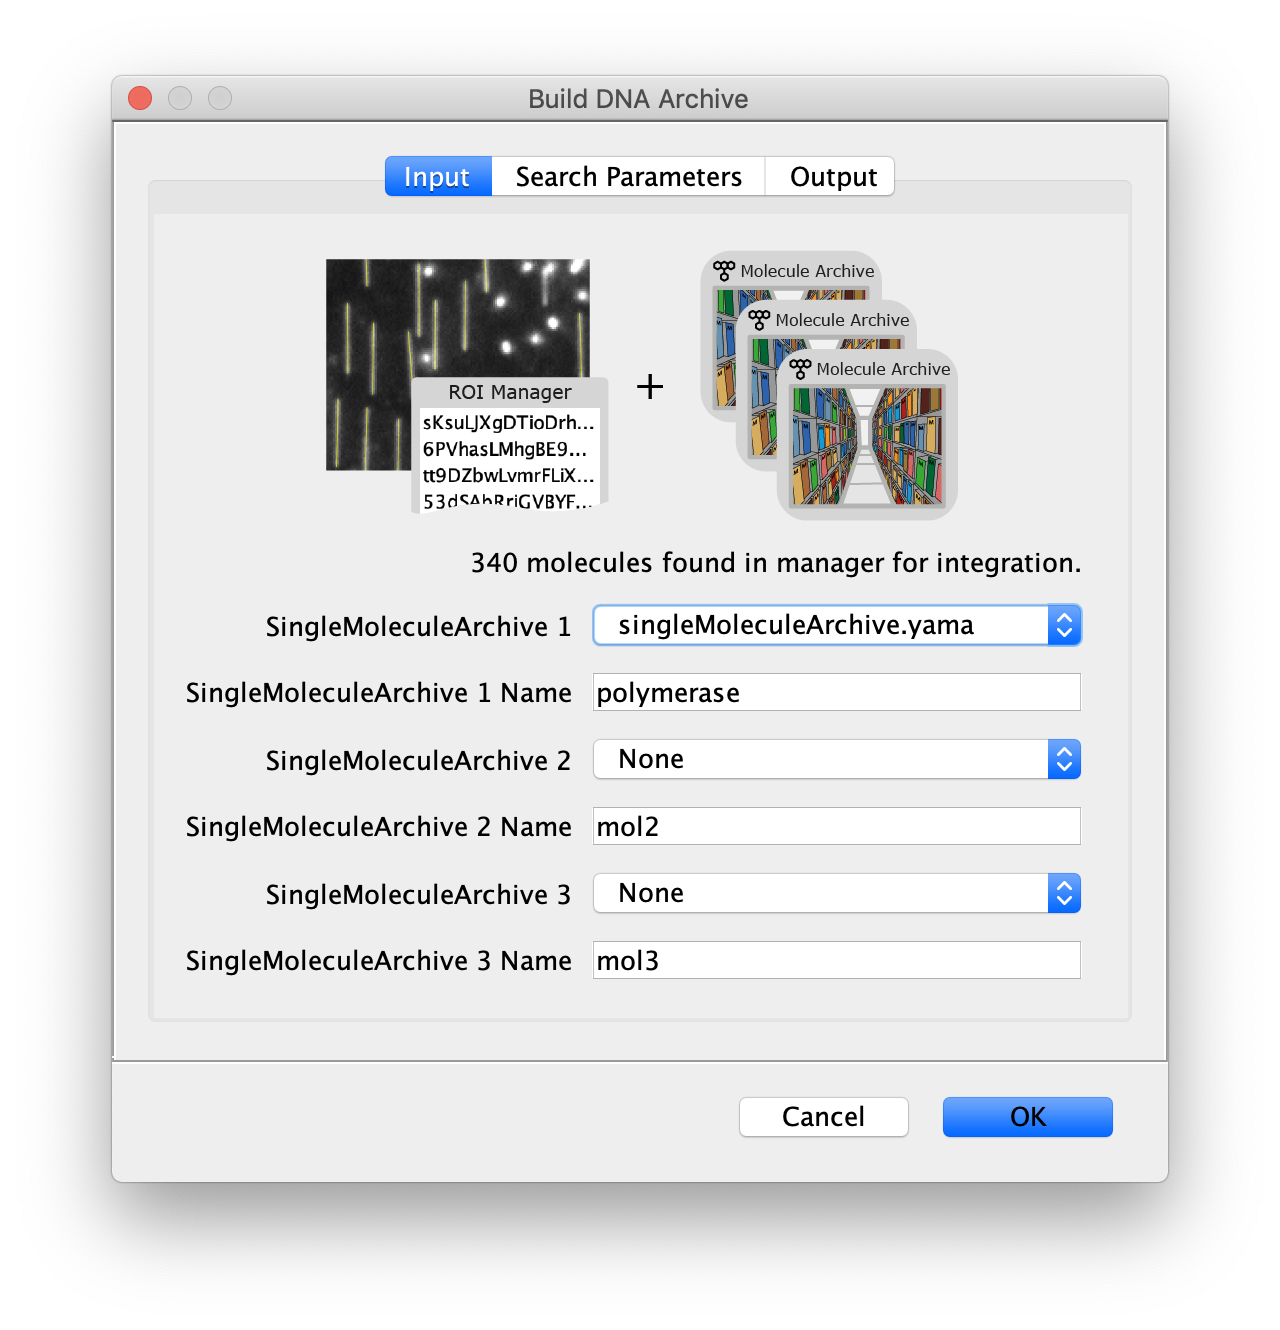 Build DNA Archive
Input
Search Parameters
Output
Molecule Archive
Molecule Archive
Molecule Archive
ROI Manager
sKsuLJXgDTioDrh...
6PVhasLMhgBE9...
tt9DZbwLvmrFLiX...
53dSAbRriGVBYF...
+
340 molecules found in manager for integration.
SingleMoleculeArchive 1
singleMoleculeArchive.yama
SingleMoleculeArchive 1 Name
polymerase
SingleMoleculeArchive 2
None
SingleMoleculeArchive 2 Name
mol2
SingleMoleculeArchive 3
None
SingleMoleculeArchive 3 Name
mol3
Cancel
OK